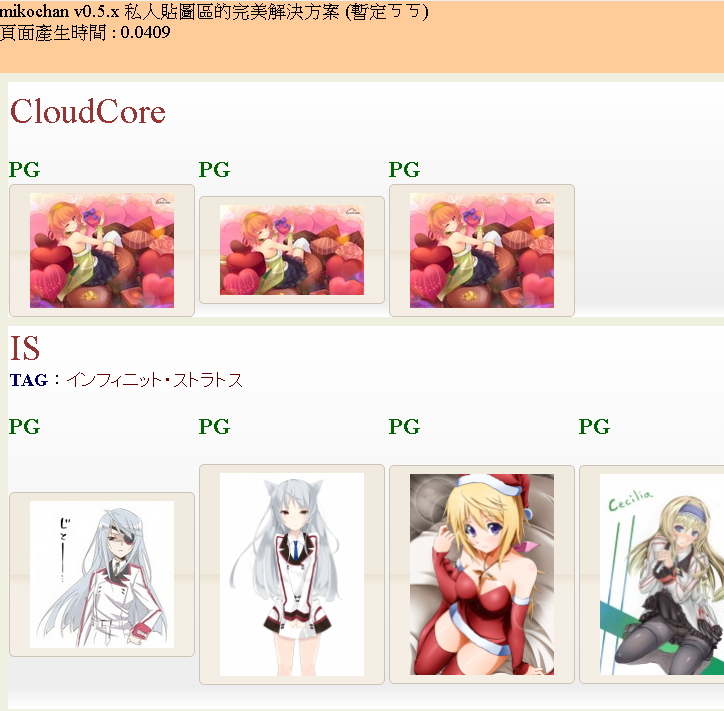 mikochan v0.5.x 私人貼圖區的完美解決方案 (暫定ㄎㄎ)
頁面產生時間 : 0.0409
CloudCore
PG PG PG
IS
TAG：インフィニット・ストラトス
PG PG PG PG
じとー
Cecilia